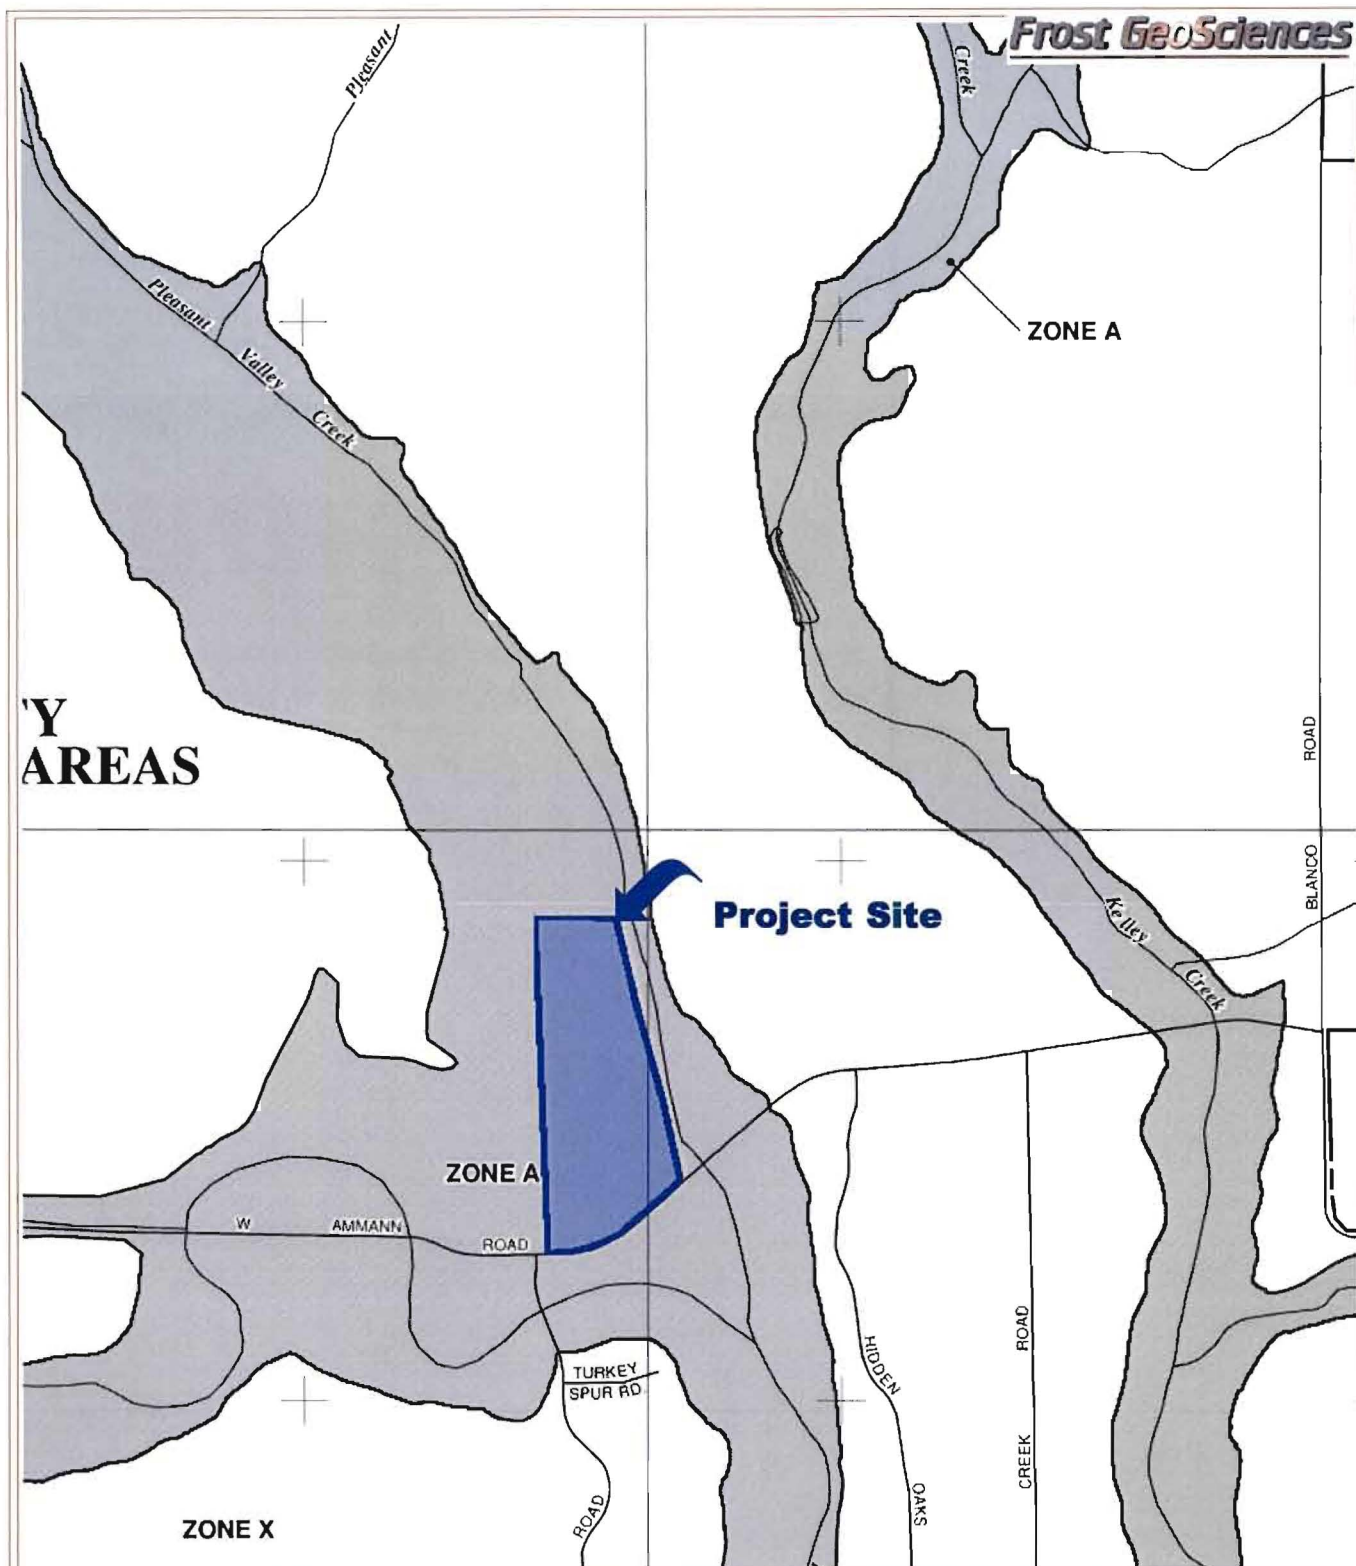 Frost GeoSciences
Pleasant
Creek
Pleasant
Valley
Creek
ZONE A
'Y
AREAS
ROAD
BLANCO
Project Site
Kelley
Creek
ZONE A
W AMMANN ROAD
TURKEY
SPUR RD
HIDDEN
OAKS
ROAD
CREEK
ROAD
ZONE X